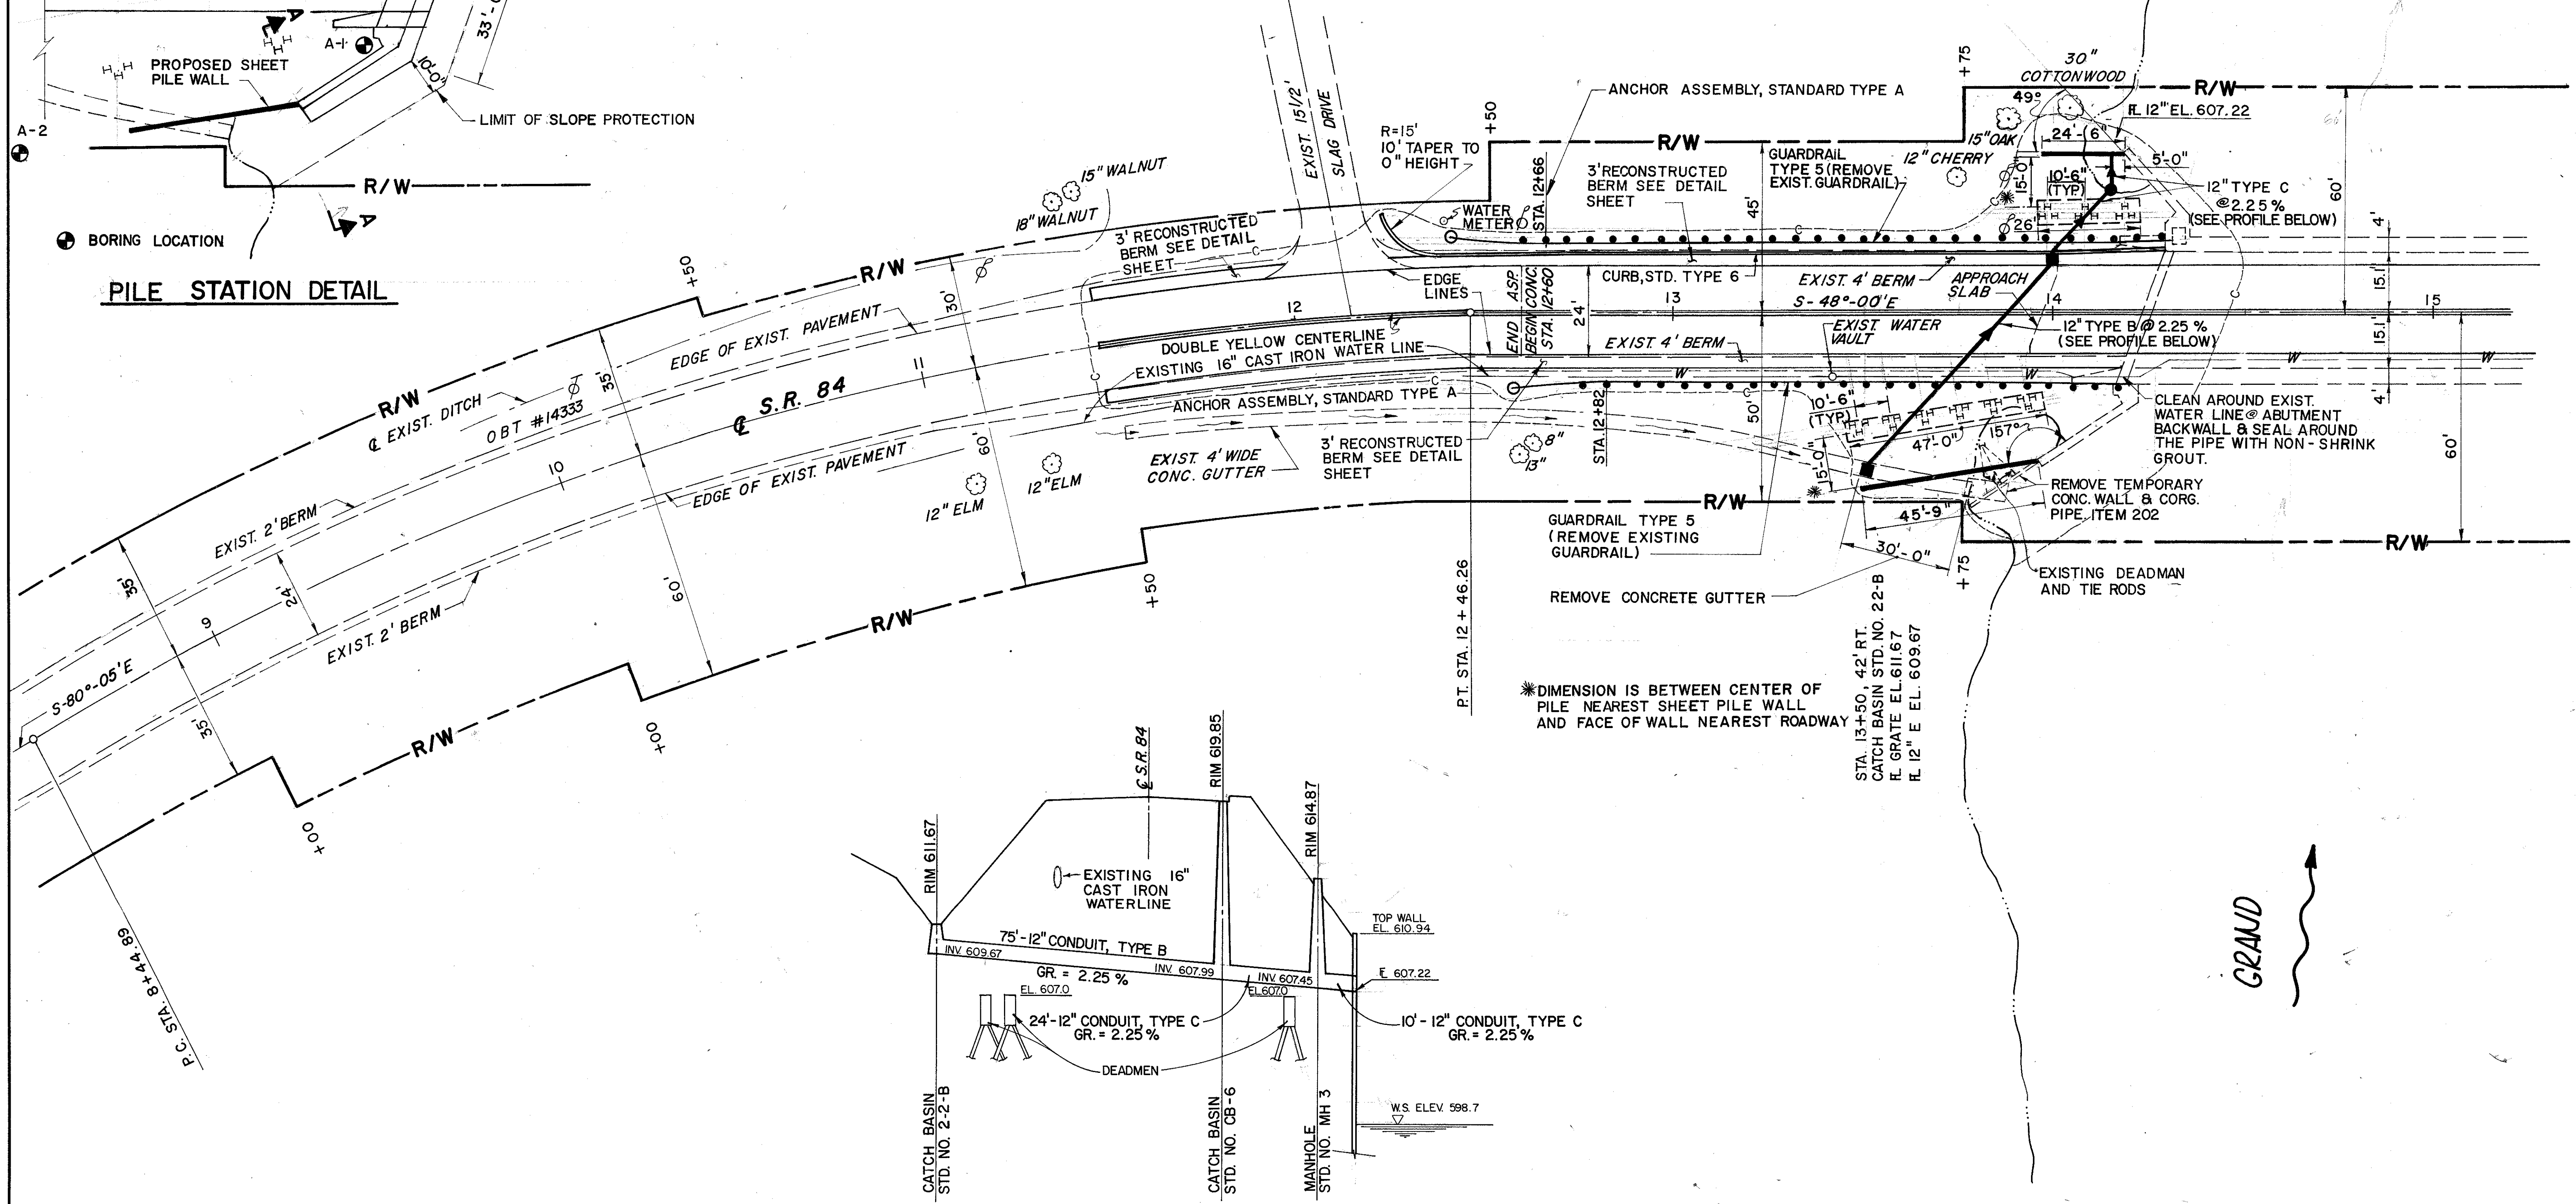 33'-0
A
A-1
PROPOSED SHEET
PILE WALL
10'-0"
LIMIT OF SLOPE PROTECTION
A-2
R/W
A
BORING LOCATION
PILE STATION DETAIL
EXIST. 15 1/2'
SLAG DRIVE
ANCHOR ASSEMBLY, STANDARD TYPE A
R=15'
10' TAPER TO
0" HEIGHT
+50
R/W
STA. 12+66
+75
30"
COTTONWOOD
R/W
49°
15" OAK
24'-6"
FL 12" EL. 607.22
5'-0"
15" WALNUT
18" WALNUT
3' RECONSTRUCTED
BERM SEE DETAIL
SHEET
WATER
METER
3' RECONSTRUCTED
BERM SEE DETAIL
SHEET
45'
GUARDRAIL
TYPE 5 (REMOVE
EXIST. GUARDRAIL)
12" CHERRY
15'-0"
10'-6"
(TYP)
26'
12" TYPE C
@ 2.25 %
(SEE PROFILE BELOW)
60'
4'
15.1'
+50
R/W
30'
C
C
C
C
EDGE
LINES
END ASP.
BEGIN CONC.
STA. 12+60
24'
CURB, STD. TYPE 6
EXIST. 4' BERM
APPROACH
SLAB
12
13
S-48°-00'E
14
15
EDGE OF EXIST. PAVEMENT
DOUBLE YELLOW CENTERLINE
EXISTING 16" CAST IRON WATER LINE
EXIST. 4' BERM
EXIST. WATER
VAULT
12" TYPE B @ 2.25 %
(SEE PROFILE BELOW)
15.1'
4'
W
W
W
W
C
C
C
11
R/W
35'
℄ EXIST. DITCH
OBT #14333
℄ S.R. 84
ANCHOR ASSEMBLY, STANDARD TYPE A
10'-6"
(TYP.)
50'
47'-0"
157°
CLEAN AROUND EXIST.
WATER LINE @ ABUTMENT
BACKWALL & SEAL AROUND
THE PIPE WITH NON-SHRINK
GROUT.
60'
60'
10
EDGE OF EXIST. PAVEMENT
12" ELM
12" ELM
EXIST. 4' WIDE
CONC. GUTTER
3' RECONSTRUCTED
BERM SEE DETAIL
SHEET
8"
13"
STA. 12+82
15'-0"
R/W
REMOVE TEMPORARY
CONC. WALL & CORG.
PIPE, ITEM 202
EXIST. 2' BERM
GUARDRAIL TYPE 5
(REMOVE EXISTING
GUARDRAIL)
45'-9"
30'-0"
+75
R/W
EXISTING DEADMAN
AND TIE RODS
REMOVE CONCRETE GUTTER
35'
24'
9
EXIST. 2' BERM
60'
+50
R/W
P.T. STA. 12+46.26
S-80°-05'E
35'
R/W
+00
+00
P.C. STA. 8+44.89
✳DIMENSION IS BETWEEN CENTER OF
PILE NEAREST SHEET PILE WALL
AND FACE OF WALL NEAREST ROADWAY
STA. 13+50, 42' RT.
CATCH BASIN STD. NO. 22-B
FL GRATE EL. 611.67
FL 12" E EL. 609.67
RIM 611.67
℄ S.R. 84
RIM 619.85
RIM 614.87
EXISTING 16"
CAST IRON
WATERLINE
TOP WALL
EL. 610.94
75'-12" CONDUIT, TYPE B
INV. 609.67
GR. = 2.25 %
INV. 607.99
INV. 607.45
FL 607.22
EL. 607.0
EL 607.0
24'-12" CONDUIT, TYPE C
GR. = 2.25 %
10'-12" CONDUIT, TYPE C
GR. = 2.25 %
DEADMEN
W.S. ELEV. 598.7
CATCH BASIN
STD. NO. 2-2-B
CATCH BASIN
STD. NO. CB-6
MANHOLE
STD. NO. MH 3
GRAND